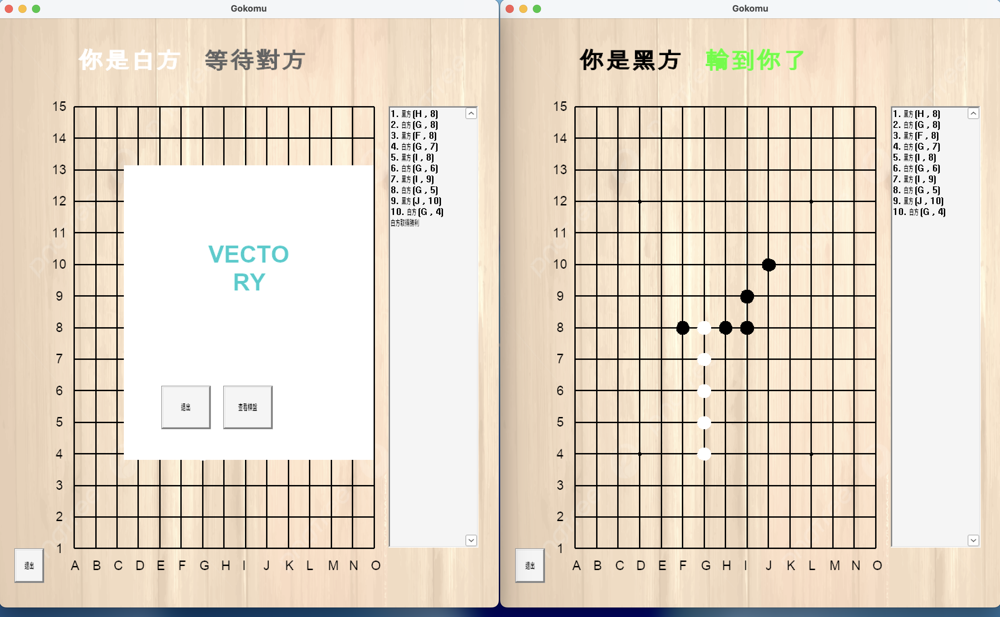 Gokomu
你是白方 等待對方
15
14
13
12
11
10
9
8
7
6
5
4
3
2
1
A B C D E F G H I J K L M N O
1. 黑方 (H , 8)
2. 白方 (G , 8)
3. 黑方 (F , 8)
4. 白方 (G , 7)
5. 黑方 (I , 8)
6. 白方 (G , 6)
7. 黑方 (I , 9)
8. 白方 (G , 5)
9. 黑方 (J , 10)
10. 白方 (G , 4)
白方取得勝利
VECTO
RY
退出 查看棋盤
退出
Gokomu
你是黑方 輪到你了
15
14
13
12
11
10
9
8
7
6
5
4
3
2
1
A B C D E F G H I J K L M N O
1. 黑方 (H , 8)
2. 白方 (G , 8)
3. 黑方 (F , 8)
4. 白方 (G , 7)
5. 黑方 (I , 8)
6. 白方 (G , 6)
7. 黑方 (I , 9)
8. 白方 (G , 5)
9. 黑方 (J , 10)
10. 白方 (G , 4)
退出